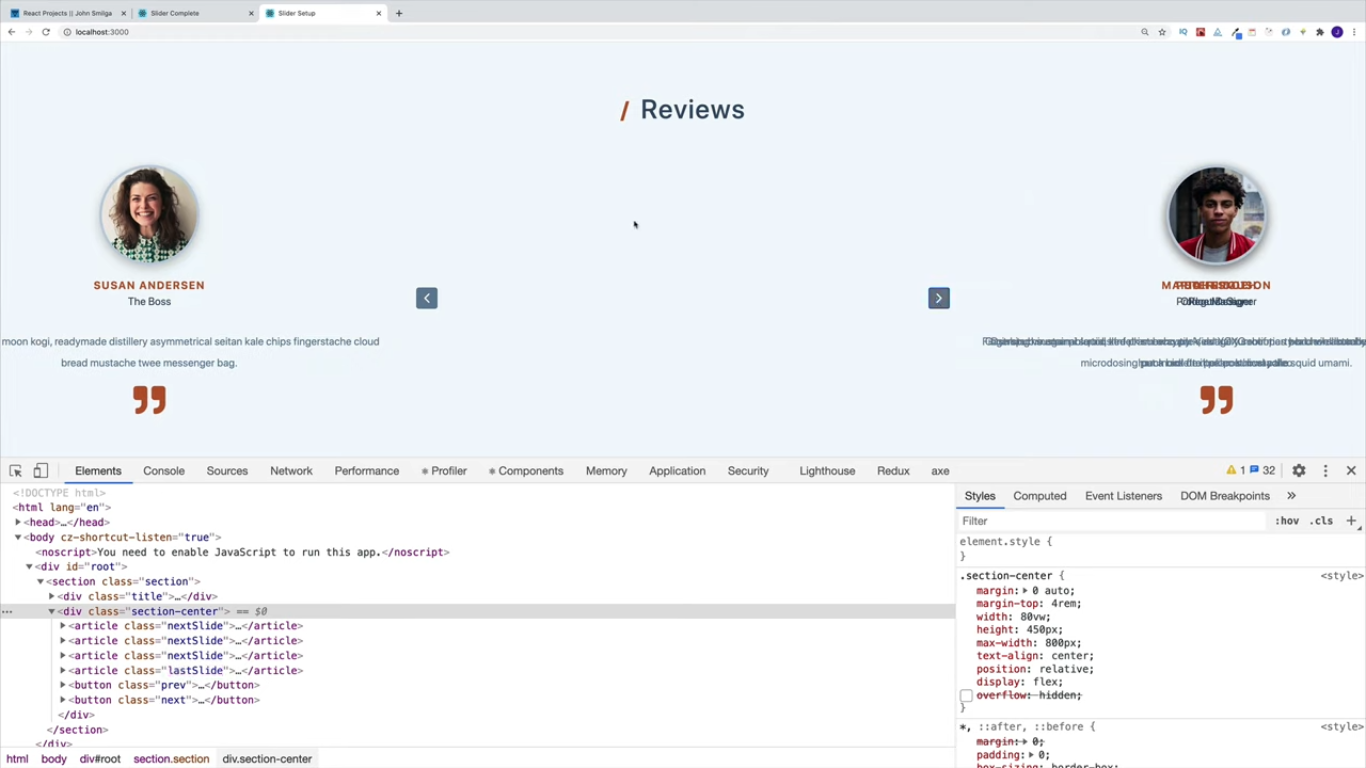 React Projects || John Smilga
Slider Complete
Slider Setup
localhost:3000
/ Reviews
SUSAN ANDERSEN
The Boss
moon kogi, readymade distillery asymmetrical seitan kale chips fingerstache cloud
bread mustache twee messenger bag.
squid umami.
Elements Console Sources Network Performance Profiler Components Memory Application Security Lighthouse Redux axe 1 32
<!DOCTYPE html>
<html lang="en">
<head>…</head>
<body cz-shortcut-listen="true">
<noscript>You need to enable JavaScript to run this app.</noscript>
<div id="root">
<section class="section">
<div class="title">…</div>
<div class="section-center"> == $0
<article class="nextSlide">…</article>
<article class="nextSlide">…</article>
<article class="nextSlide">…</article>
<article class="lastSlide">…</article>
<button class="prev">…</button>
<button class="next">…</button>
</div>
</section>
</div>
html body div#root section.section div.section-center
Styles Computed Event Listeners DOM Breakpoints
Filter :hov .cls
element.style {
}
.section-center { <style>
margin: 0 auto;
margin-top: 4rem;
width: 80vw;
height: 450px;
max-width: 800px;
text-align: center;
position: relative;
display: flex;
overflow: hidden;
}
*, ::after, ::before { <style>
margin: 0;
padding: 0;
box-sizing: border-box;